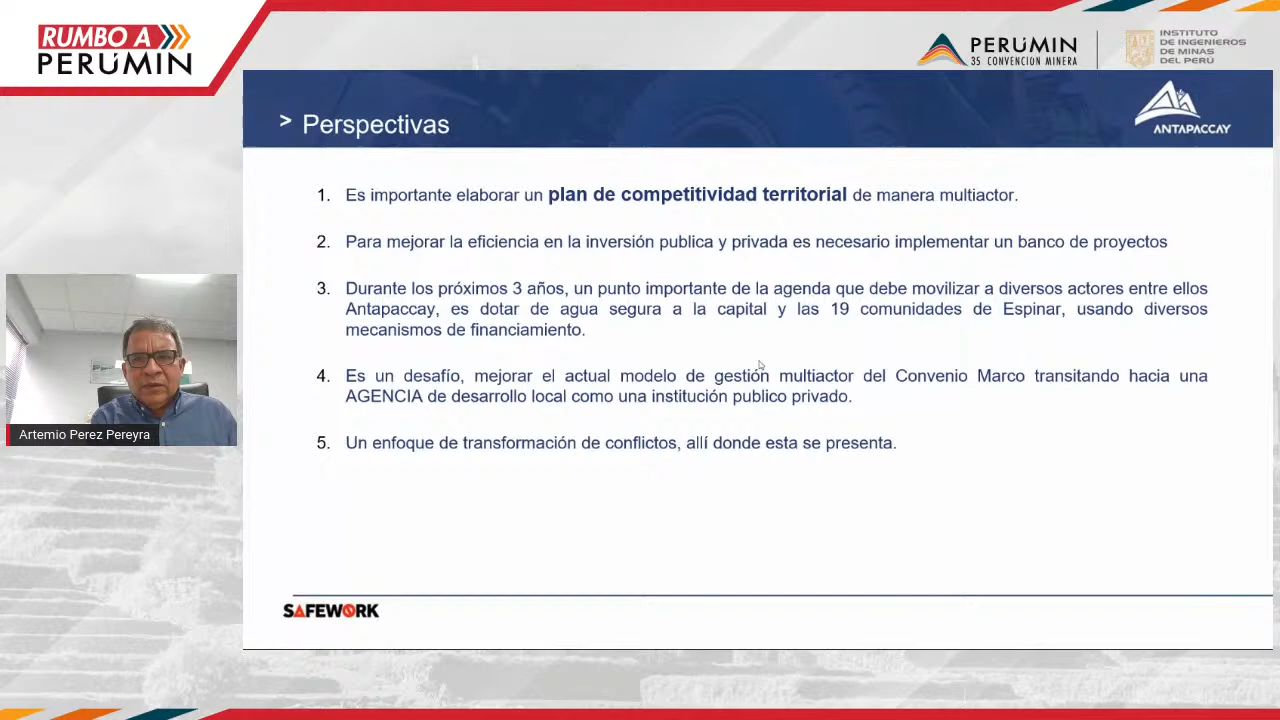 RUMBO A
PERÚMIN
PERÚMIN
35 CONVENCIÓN MINERA
INSTITUTO
DE INGENIEROS
DE MINAS
DEL PERÚ
> Perspectivas
ANTAPACCAY
1. Es importante elaborar un plan de competitividad territorial de manera multiactor.
2. Para mejorar la eficiencia en la inversión publica y privada es necesario implementar un banco de proyectos
3. Durante los próximos 3 años, un punto importante de la agenda que debe movilizar a diversos actores entre ellos
Antapaccay, es dotar de agua segura a la capital y las 19 comunidades de Espinar, usando diversos
mecanismos de financiamiento.
4. Es un desafío, mejorar el actual modelo de gestión multiactor del Convenio Marco transitando hacia una
AGENCIA de desarrollo local como una institución publico privado.
5. Un enfoque de transformación de conflictos, allí donde esta se presenta.
Artemio Perez Pereyra
SAFEWORK